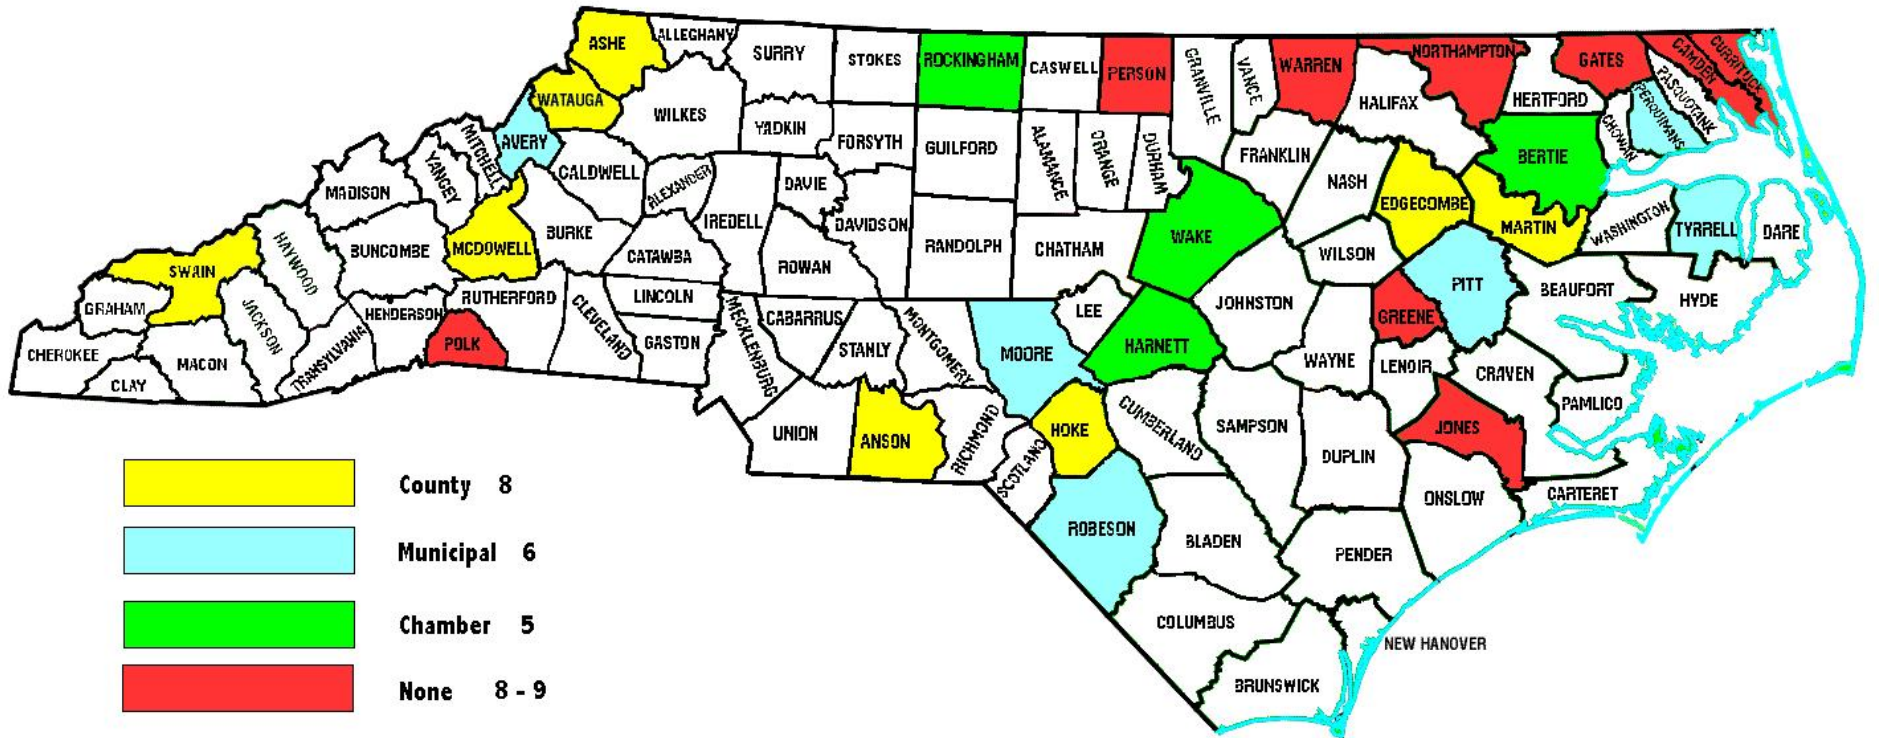 ASHE
ALLEGHANY
SURRY
STOKES
ROCKINGHAM
CASWELL
PERSON
GRANVILLE
VANCE
WARREN
NORTHAMPTON
GATES
CAMDEN
CURRITUCK
WATAUGA
WILKES
HALIFAX
HERTFORD
PASQUOTANK
PERQUIMANS
CHOWAN
AVERY
MITCHELL
YANCEY
YADKIN
FORSYTH
GUILFORD
ALAMANCE
ORANGE
DURHAM
FRANKLIN
NASH
BERTIE
MADISON
CALDWELL
ALEXANDER
IREDELL
DAVIE
DAVIDSON
RANDOLPH
CHATHAM
WAKE
EDGECOMBE
MARTIN
WASHINGTON
TYRRELL
DARE
HAYWOOD
BUNCOMBE
MCDOWELL
BURKE
CATAWBA
ROWAN
WILSON
SWAIN
PITT
BEAUFORT
HYDE
GRAHAM
JACKSON
HENDERSON
RUTHERFORD
CLEVELAND
LINCOLN
MECKLENBURG
CABARRUS
STANLY
MONTGOMERY
MOORE
LEE
HARNETT
JOHNSTON
GREENE
CHEROKEE
CLAY
MACON
TRANSYLVANIA
POLK
GASTON
WAYNE
LENOIR
CRAVEN
PAMLICO
UNION
ANSON
RICHMOND
SCOTLAND
HOKE
CUMBERLAND
SAMPSON
DUPLIN
JONES
ONSLOW
CARTERET
ROBESON
BLADEN
PENDER
COLUMBUS
NEW HANOVER
BRUNSWICK
County 8
Municipal 6
Chamber 5
None 8 - 9